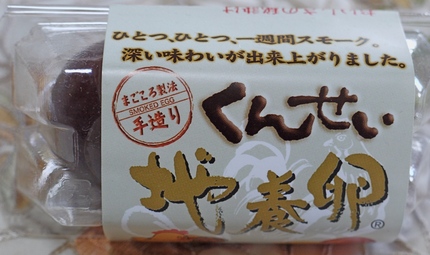 ひとつ、ひとつ、一週間スモーク。
深い味わいが出来上がりました。
まごころ製法
SMOKED EGG
手造り
くんせい
地養卵®